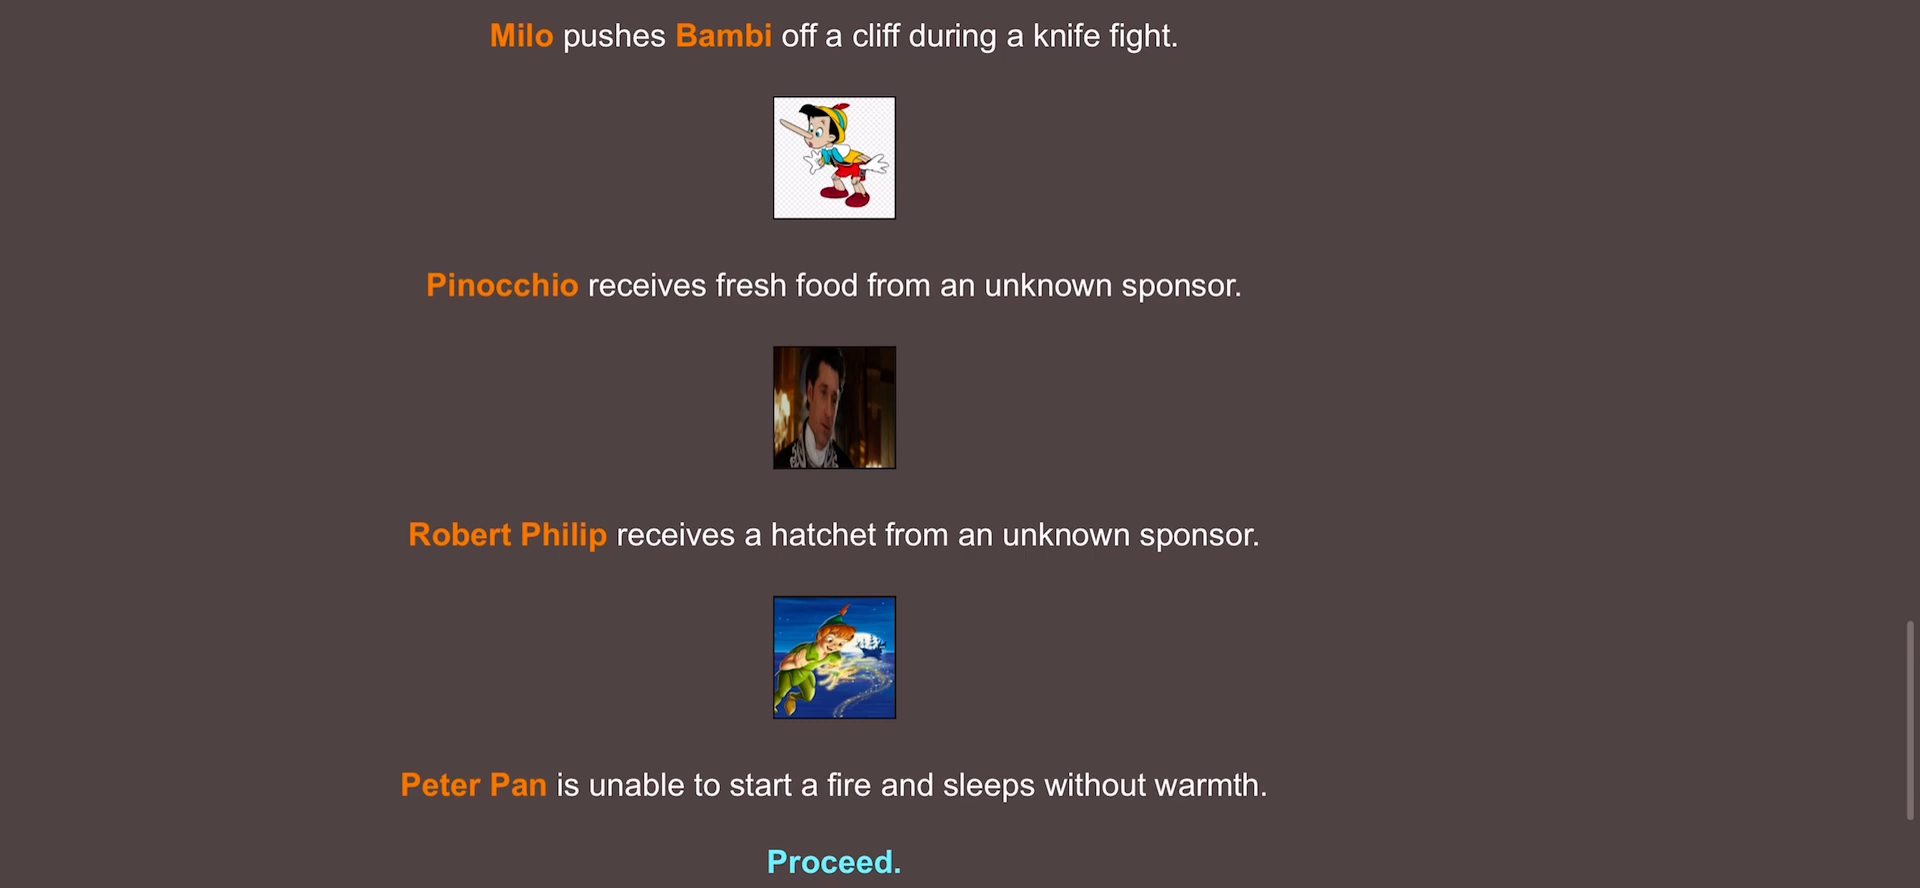 Milo pushes Bambi off a cliff during a knife fight.
Pinocchio receives fresh food from an unknown sponsor.
Robert Philip receives a hatchet from an unknown sponsor.
Peter Pan is unable to start a fire and sleeps without warmth.
Proceed.